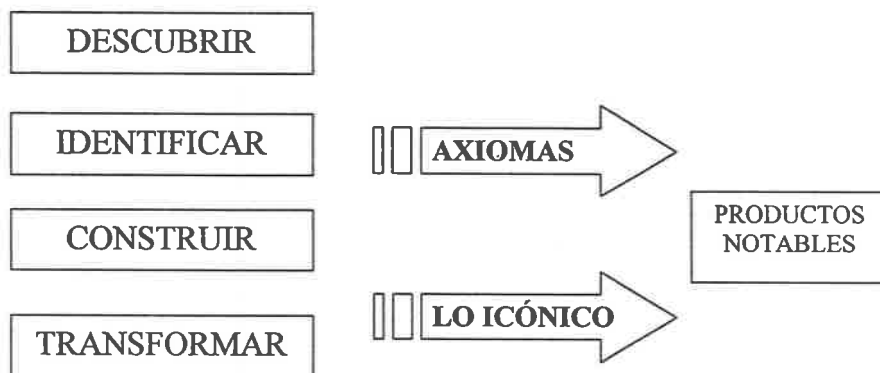 DESCUBRIR
IDENTIFICAR
CONSTRUIR
TRANSFORMAR
AXIOMAS
LO ICÓNICO
PRODUCTOS
NOTABLES